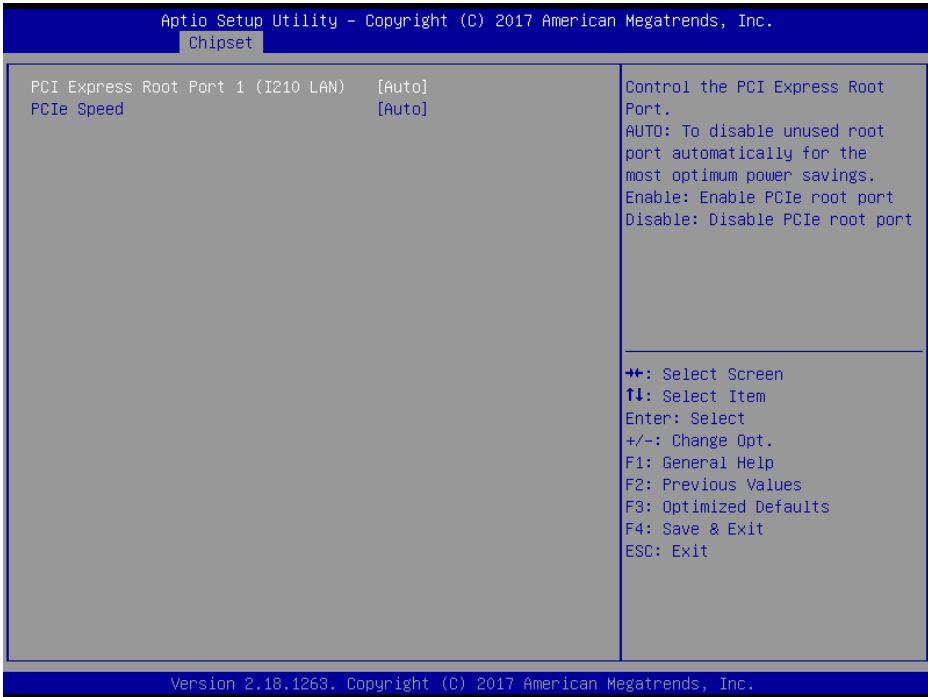 Aptio Setup Utility – Copyright (C) 2017 American Megatrends, Inc.
Chipset
PCI Express Root Port 1 (I210 LAN) [Auto]
PCIe Speed [Auto]
Control the PCI Express Root
Port.
AUTO: To disable unused root
port automatically for the
most optimum power savings.
Enable: Enable PCIe root port
Disable: Disable PCIe root port
→←: Select Screen
↑↓: Select Item
Enter: Select
+/-: Change Opt.
F1: General Help
F2: Previous Values
F3: Optimized Defaults
F4: Save & Exit
ESC: Exit
Version 2.18.1263. Copyright (C) 2017 American Megatrends, Inc.